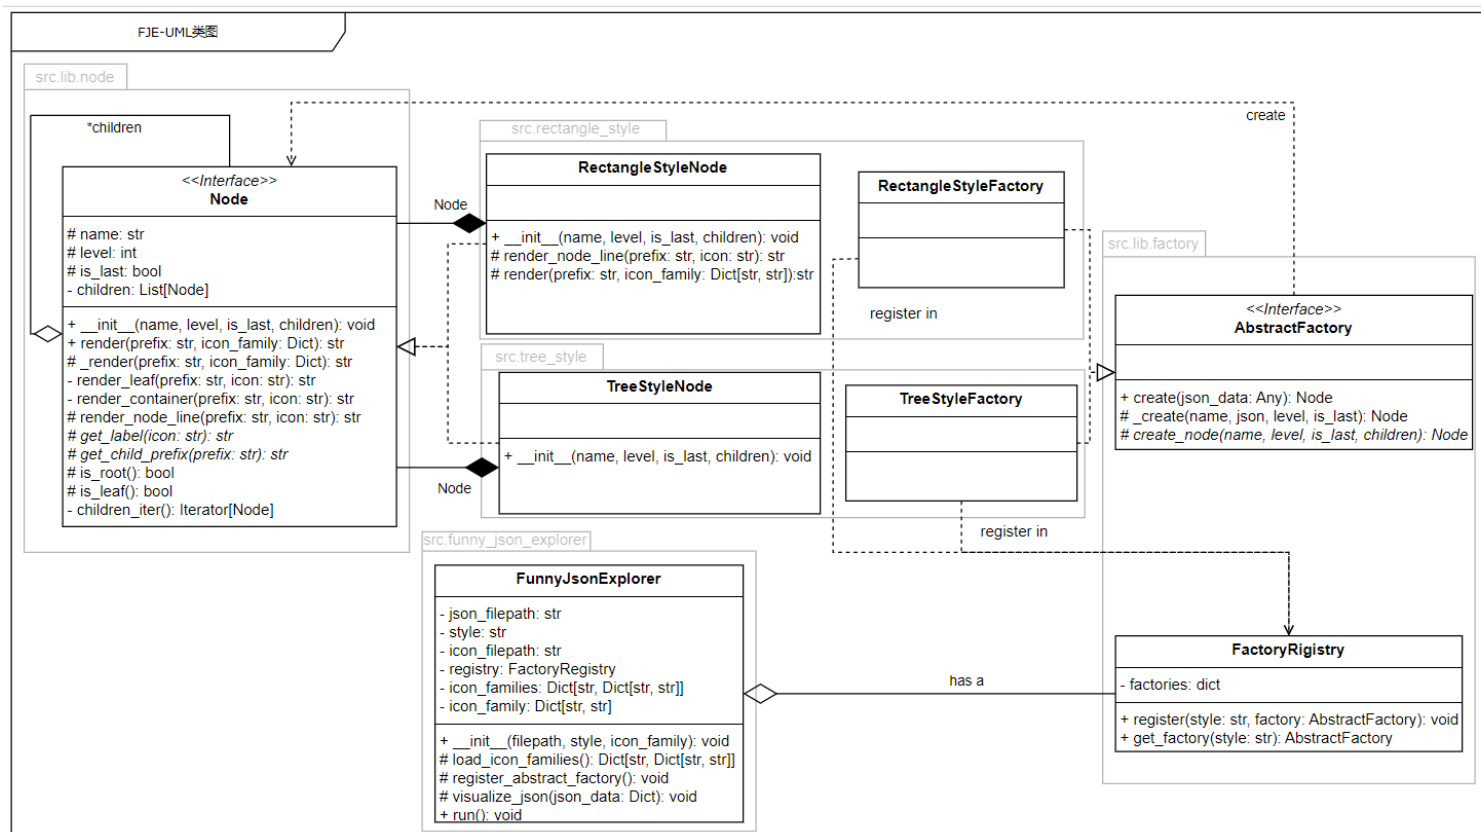 FJE-UML类图
src.lib.node
*children
<<Interface>>
Node
# name: str
# level: int
# is_last: bool
- children: List[Node]
+ __init__(name, level, is_last, children): void
+ render(prefix: str, icon_family: Dict): str
# _render(prefix: str, icon_family: Dict): str
- render_leaf(prefix: str, icon: str): str
- render_container(prefix: str, icon: str): str
# render_node_line(prefix: str, icon: str): str
# get_label(icon: str): str
# get_child_prefix(prefix: str): str
# is_root(): bool
# is_leaf(): bool
- children_iter(): Iterator[Node]
Node
Node
src.rectangle_style
RectangleStyleNode
+ __init__(name, level, is_last, children): void
# render_node_line(prefix: str, icon: str): str
# render(prefix: str, icon_family: Dict[str, str]):str
RectangleStyleFactory
register in
src.tree_style
TreeStyleNode
+ __init__(name, level, is_last, children): void
TreeStyleFactory
register in
create
src.lib.factory
<<Interface>>
AbstractFactory
+ create(json_data: Any): Node
# _create(name, json, level, is_last): Node
# create_node(name, level, is_last, children): Node
src.funny_json_explorer
FunnyJsonExplorer
- json_filepath: str
- style: str
- icon_filepath: str
- registry: FactoryRegistry
- icon_families: Dict[str, Dict[str, str]]
- icon_family: Dict[str, str]
+ __init__(filepath, style, icon_family): void
# load_icon_families(): Dict[str, Dict[str, str]]
# register_abstract_factory(): void
# visualize_json(json_data: Dict): void
+ run(): void
has a
FactoryRigistry
- factories: dict
+ register(style: str, factory: AbstractFactory): void
+ get_factory(style: str): AbstractFactory